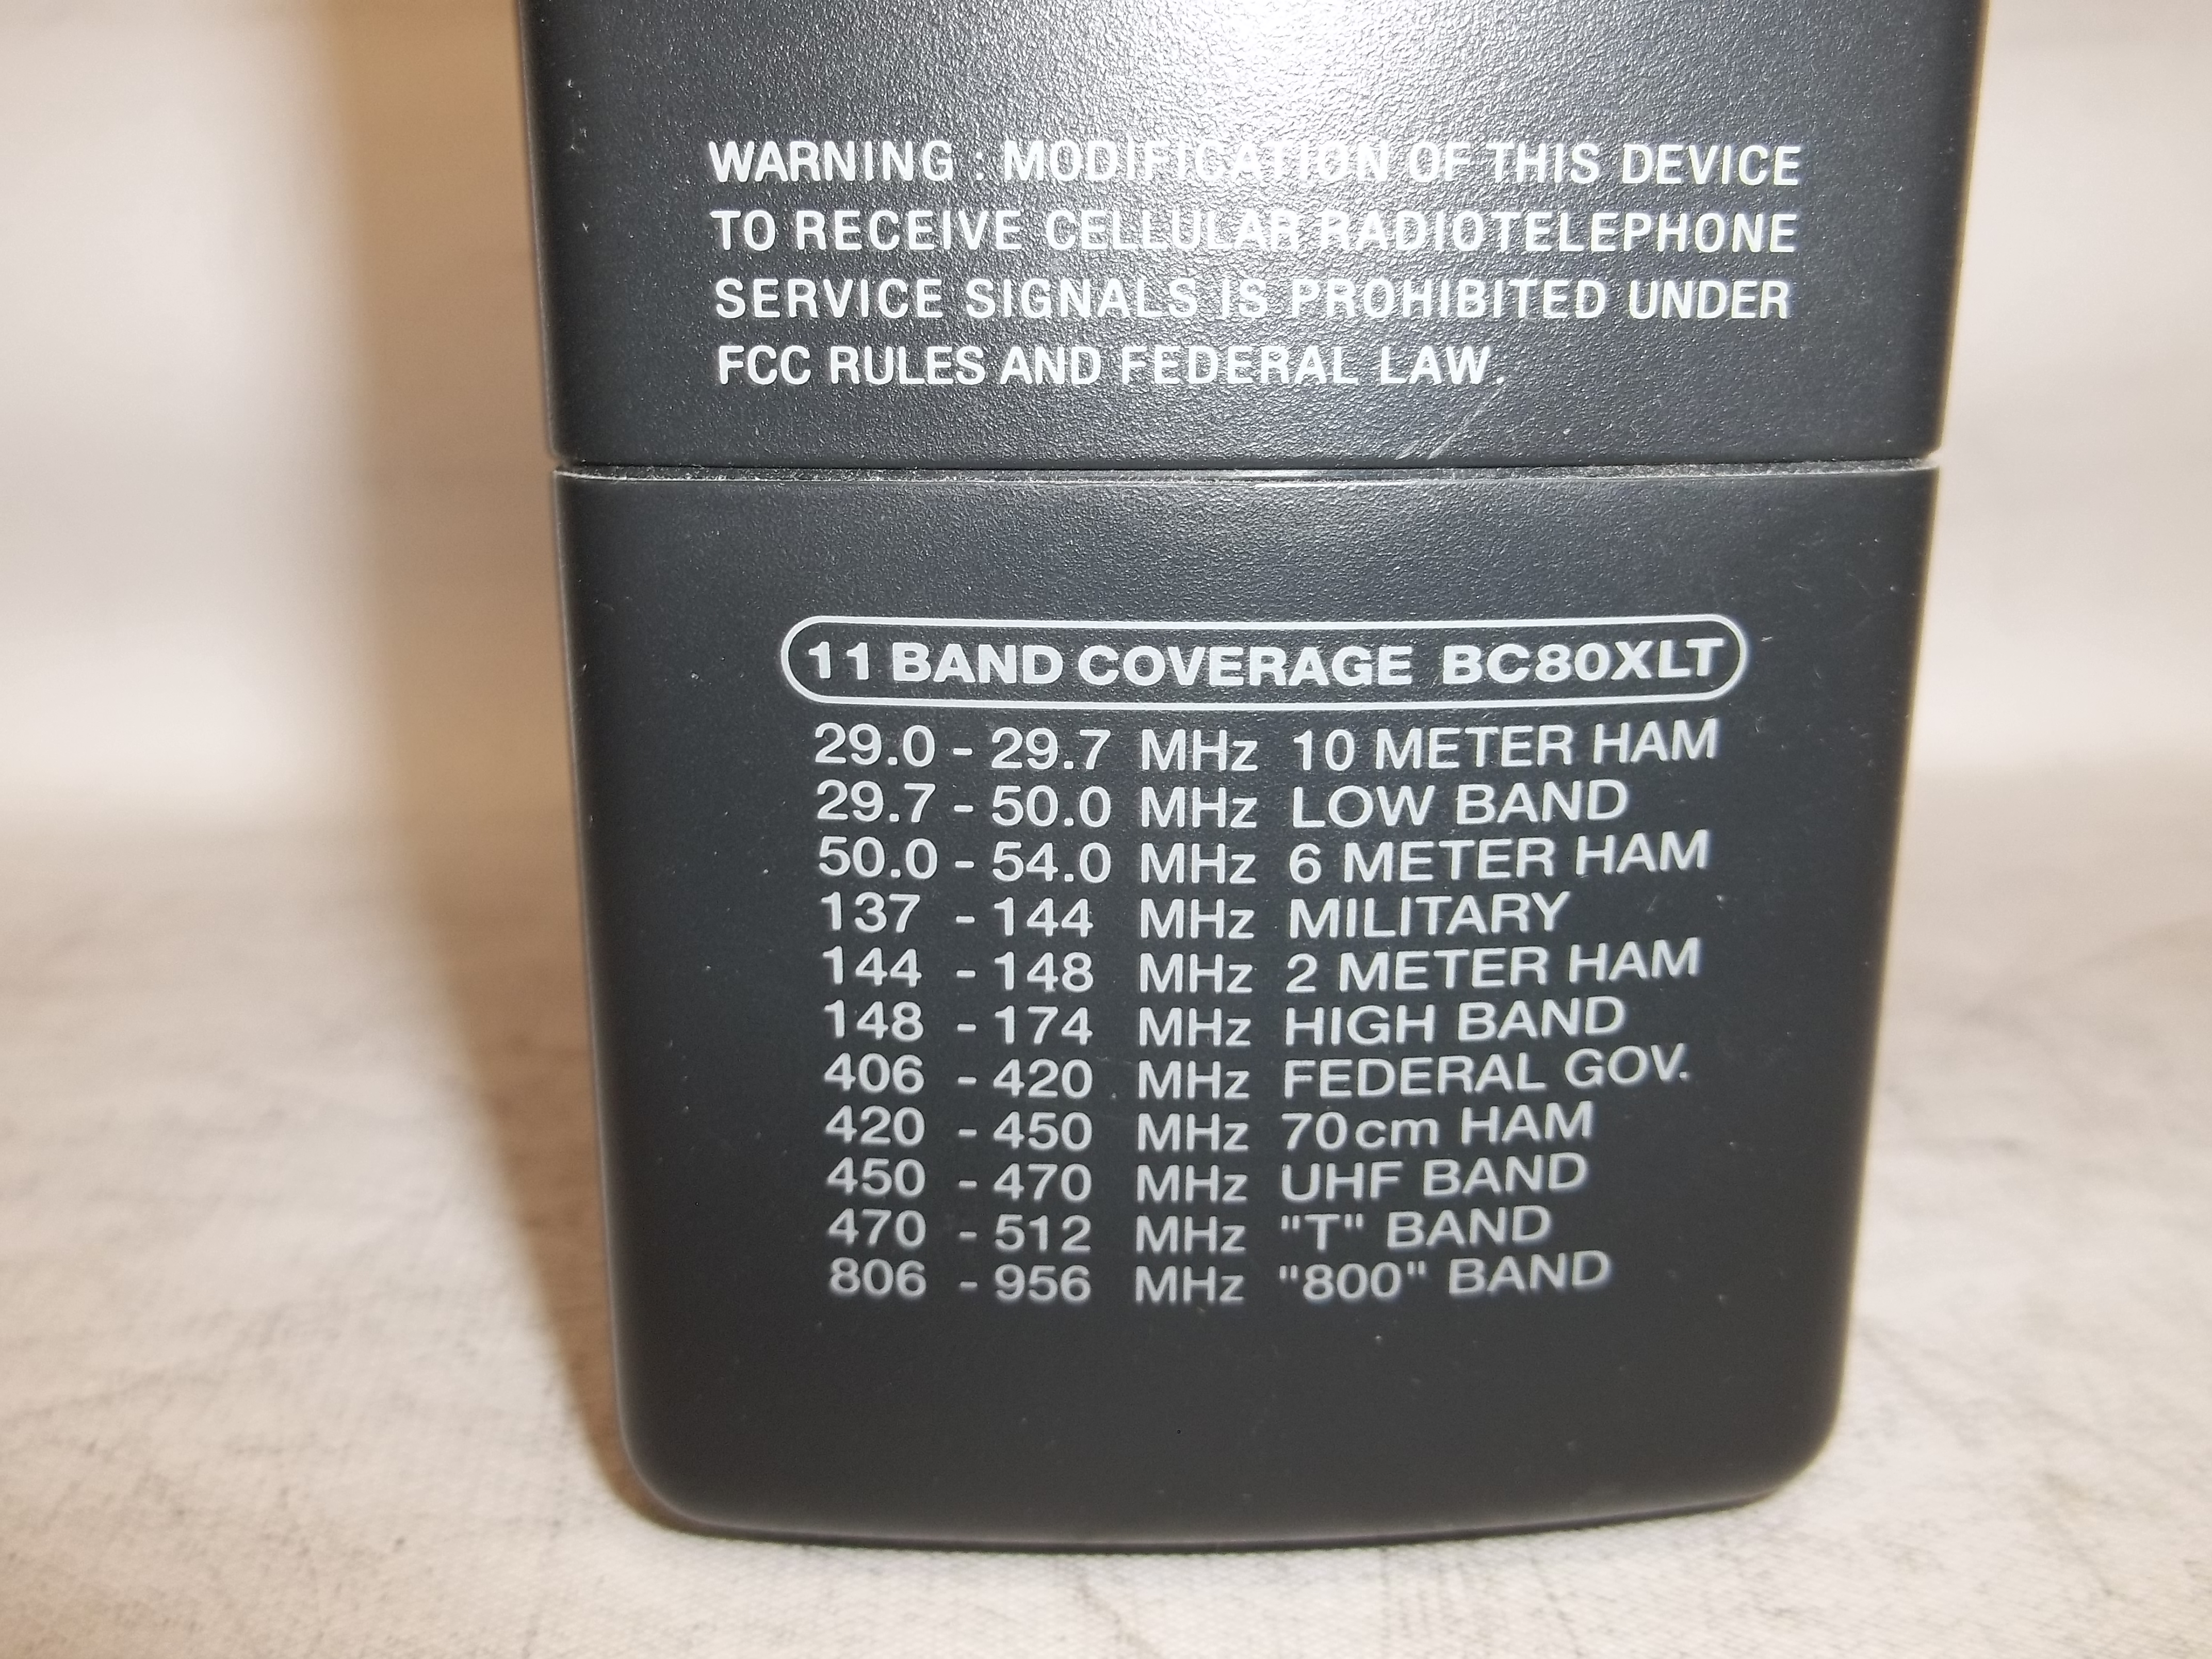 WARNING : MODIFICATION OF THIS DEVICE
TO RECEIVE CELLULAR RADIOTELEPHONE
SERVICE SIGNALS IS PROHIBITED UNDER
FCC RULES AND FEDERAL LAW.
11 BAND COVERAGE BC80XLT
29.0 - 29.7 MHz 10 METER HAM
29.7 - 50.0 MHz LOW BAND
50.0 - 54.0 MHz 6 METER HAM
137 - 144 MHz MILITARY
144 - 148 MHz 2 METER HAM
148 - 174 MHz HIGH BAND
406 - 420 MHz FEDERAL GOV.
420 - 450 MHz 70cm HAM
450 - 470 MHz UHF BAND
470 - 512 MHz "T" BAND
806 - 956 MHz "800" BAND